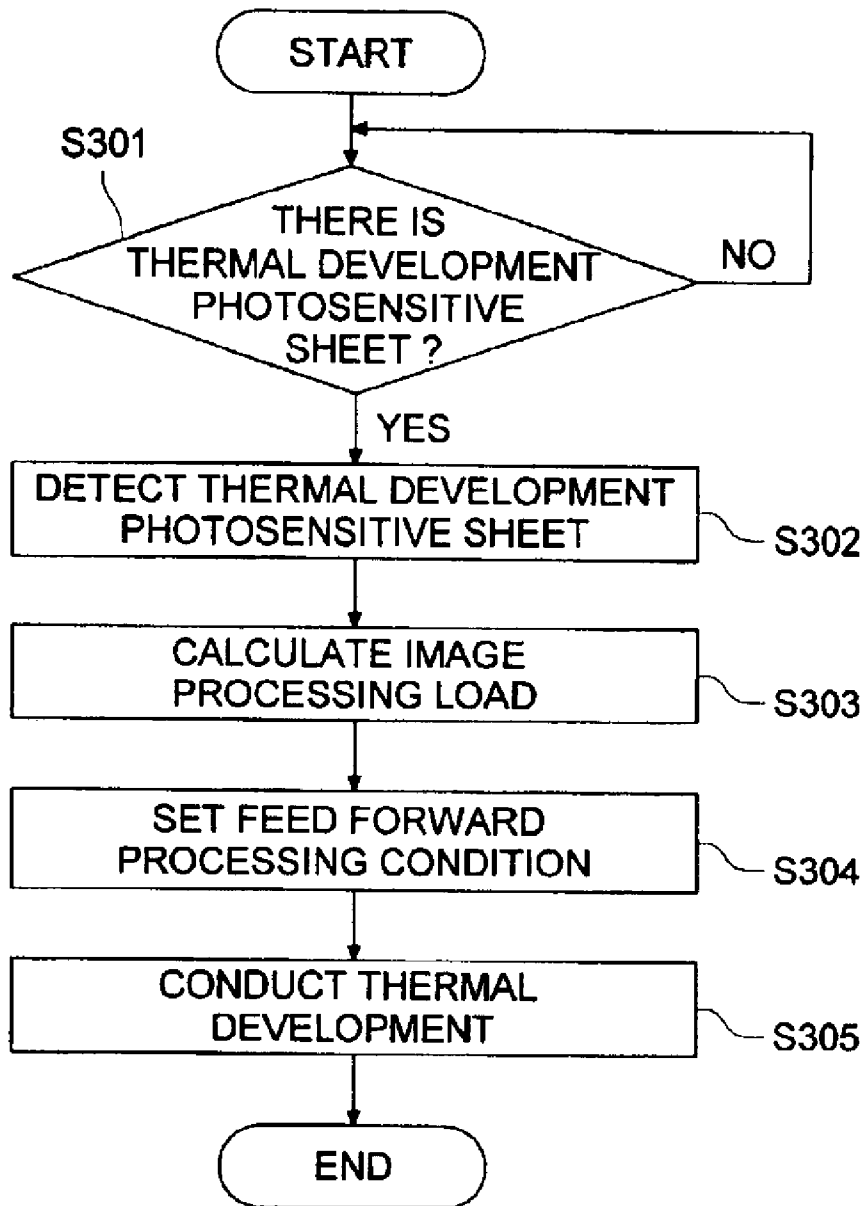 START
S301
THERE IS
THERMAL DEVELOPMENT
PHOTOSENSITIVE
SHEET ?
NO
YES
DETECT THERMAL DEVELOPMENT
PHOTOSENSITIVE SHEET
S302
CALCULATE IMAGE
PROCESSING LOAD
S303
SET FEED FORWARD
PROCESSING CONDITION
S304
CONDUCT THERMAL
DEVELOPMENT
S305
END